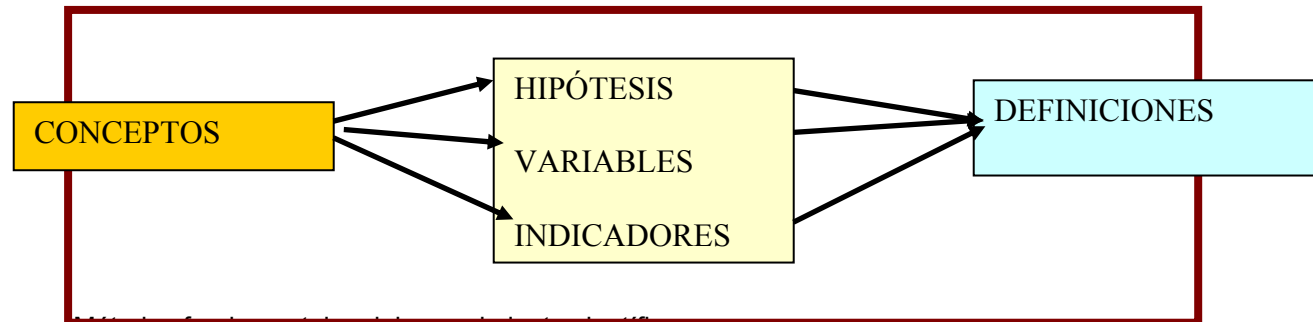 CONCEPTOS
HIPÓTESIS
VARIABLES
INDICADORES
DEFINICIONES